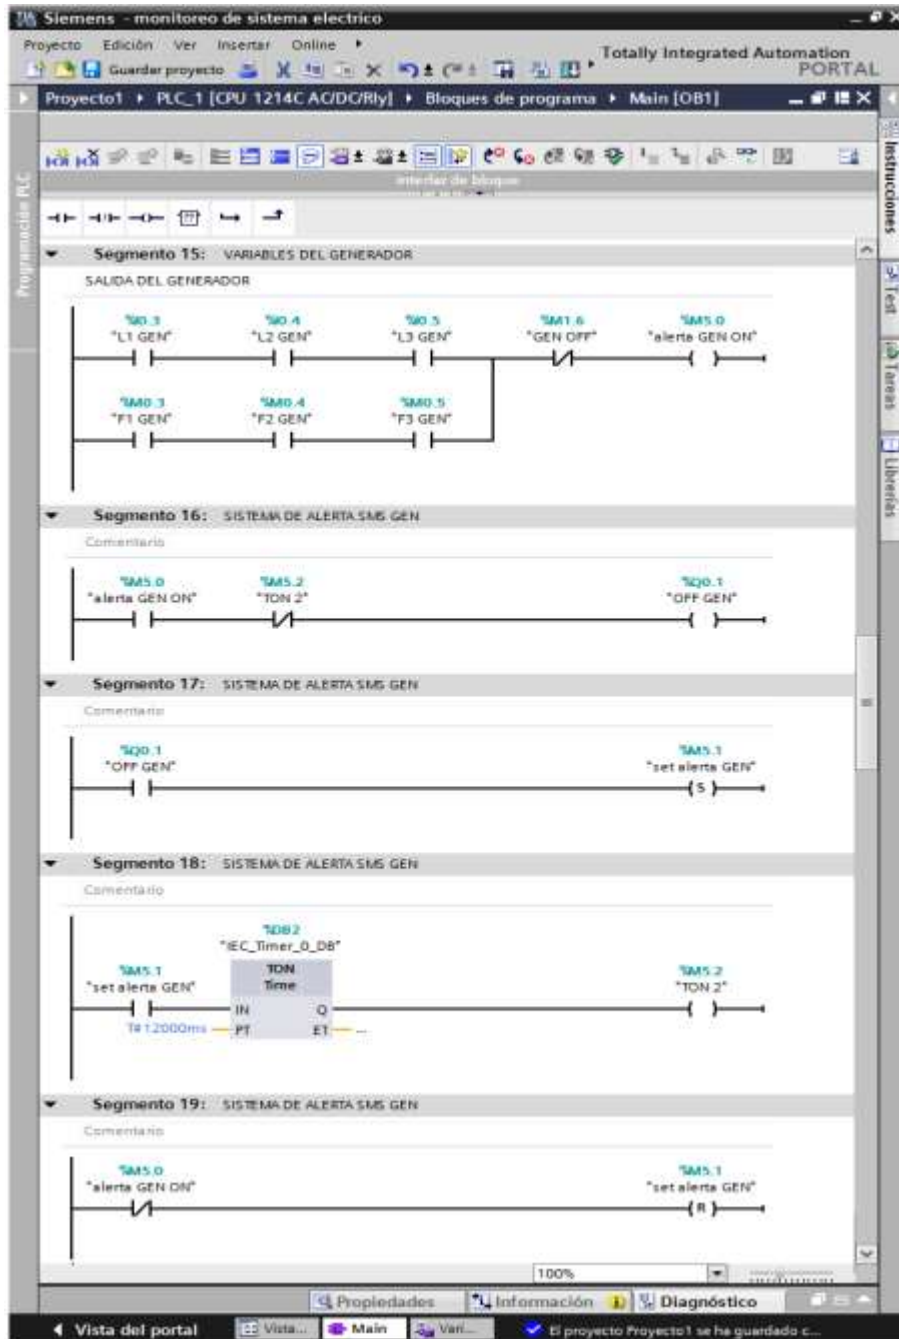 Siemens - monitoreo de sistema electrico
Proyecto Edición Ver Insertar Online
Guardar proyecto
Totally Integrated Automation
PORTAL
Proyecto1 PLC_1 [CPU 1214C AC/DC/Rly] Bloques de programa Main [OB1]
Interfaz de bloque
Programación PLC
Instrucciones
Test
Tareas
Librerías
Segmento 15: VARIABLES DEL GENERADOR
SALIDA DEL GENERADOR
%I0.3 %I0.4 %I0.5 %M1.6 %M5.0
"L1 GEN" "L2 GEN" "L3 GEN" "GEN OFF" "alerta GEN ON"
%M0.3 %M0.4 %M0.5
"F1 GEN" "F2 GEN" "F3 GEN"
Segmento 16: SISTEMA DE ALERTA SMS GEN
Comentario
%M5.0 %M5.2 %Q0.1
"alerta GEN ON" "TON 2" "OFF GEN"
Segmento 17: SISTEMA DE ALERTA SMS GEN
Comentario
%Q0.1 %M5.1
"OFF GEN" "set alerta GEN"
S
Segmento 18: SISTEMA DE ALERTA SMS GEN
Comentario
%DB2
"IEC_Timer_0_DB"
%M5.1 TON %M5.2
"set alerta GEN" Time "TON 2"
IN Q
T#12000ms PT ET ...
Segmento 19: SISTEMA DE ALERTA SMS GEN
Comentario
%M5.0 %M5.1
"alerta GEN ON" "set alerta GEN"
R
100%
Propiedades Información Diagnóstico
Vista del portal Vista... Main Vari... El proyecto Proyecto1 se ha guardado c...